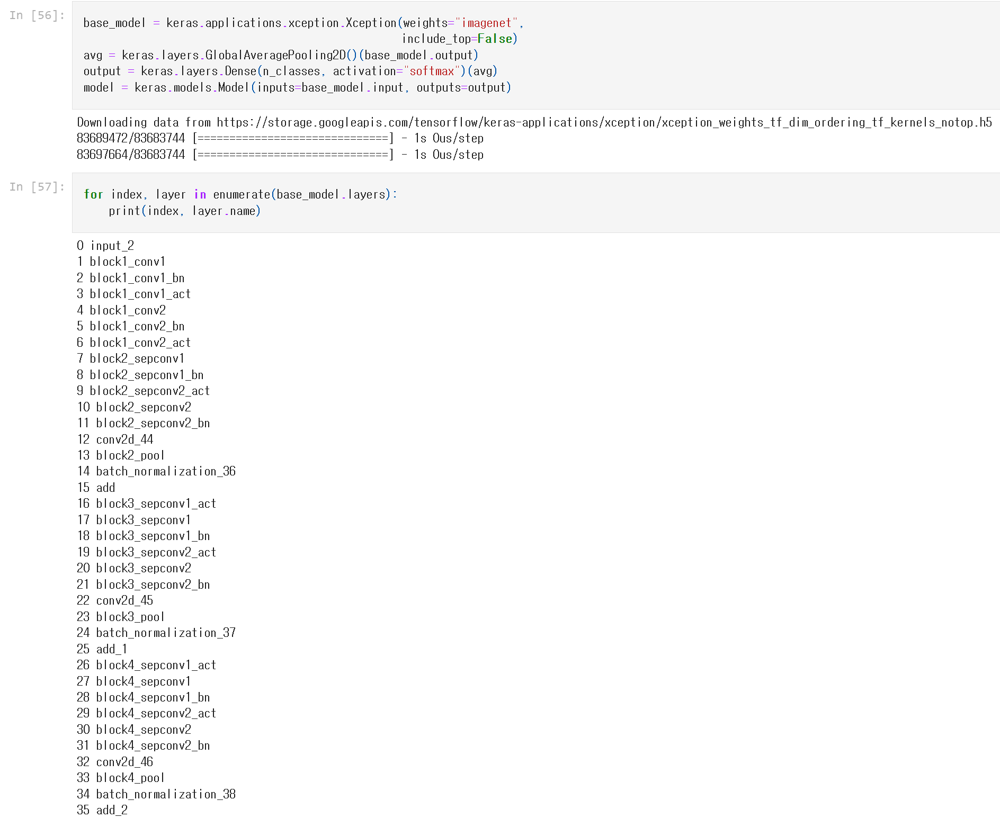 In [56]:
base_model = keras.applications.xception.Xception(weights="imagenet",
                                                  include_top=False)
avg = keras.layers.GlobalAveragePooling2D()(base_model.output)
output = keras.layers.Dense(n_classes, activation="softmax")(avg)
model = keras.models.Model(inputs=base_model.input, outputs=output)
Downloading data from https://storage.googleapis.com/tensorflow/keras-applications/xception/xception_weights_tf_dim_ordering_tf_kernels_notop.h5
83689472/83683744 [==============================] - 1s 0us/step
83697664/83683744 [==============================] - 1s 0us/step
In [57]:
for index, layer in enumerate(base_model.layers):
    print(index, layer.name)
0 input_2
1 block1_conv1
2 block1_conv1_bn
3 block1_conv1_act
4 block1_conv2
5 block1_conv2_bn
6 block1_conv2_act
7 block2_sepconv1
8 block2_sepconv1_bn
9 block2_sepconv2_act
10 block2_sepconv2
11 block2_sepconv2_bn
12 conv2d_44
13 block2_pool
14 batch_normalization_36
15 add
16 block3_sepconv1_act
17 block3_sepconv1
18 block3_sepconv1_bn
19 block3_sepconv2_act
20 block3_sepconv2
21 block3_sepconv2_bn
22 conv2d_45
23 block3_pool
24 batch_normalization_37
25 add_1
26 block4_sepconv1_act
27 block4_sepconv1
28 block4_sepconv1_bn
29 block4_sepconv2_act
30 block4_sepconv2
31 block4_sepconv2_bn
32 conv2d_46
33 block4_pool
34 batch_normalization_38
35 add_2